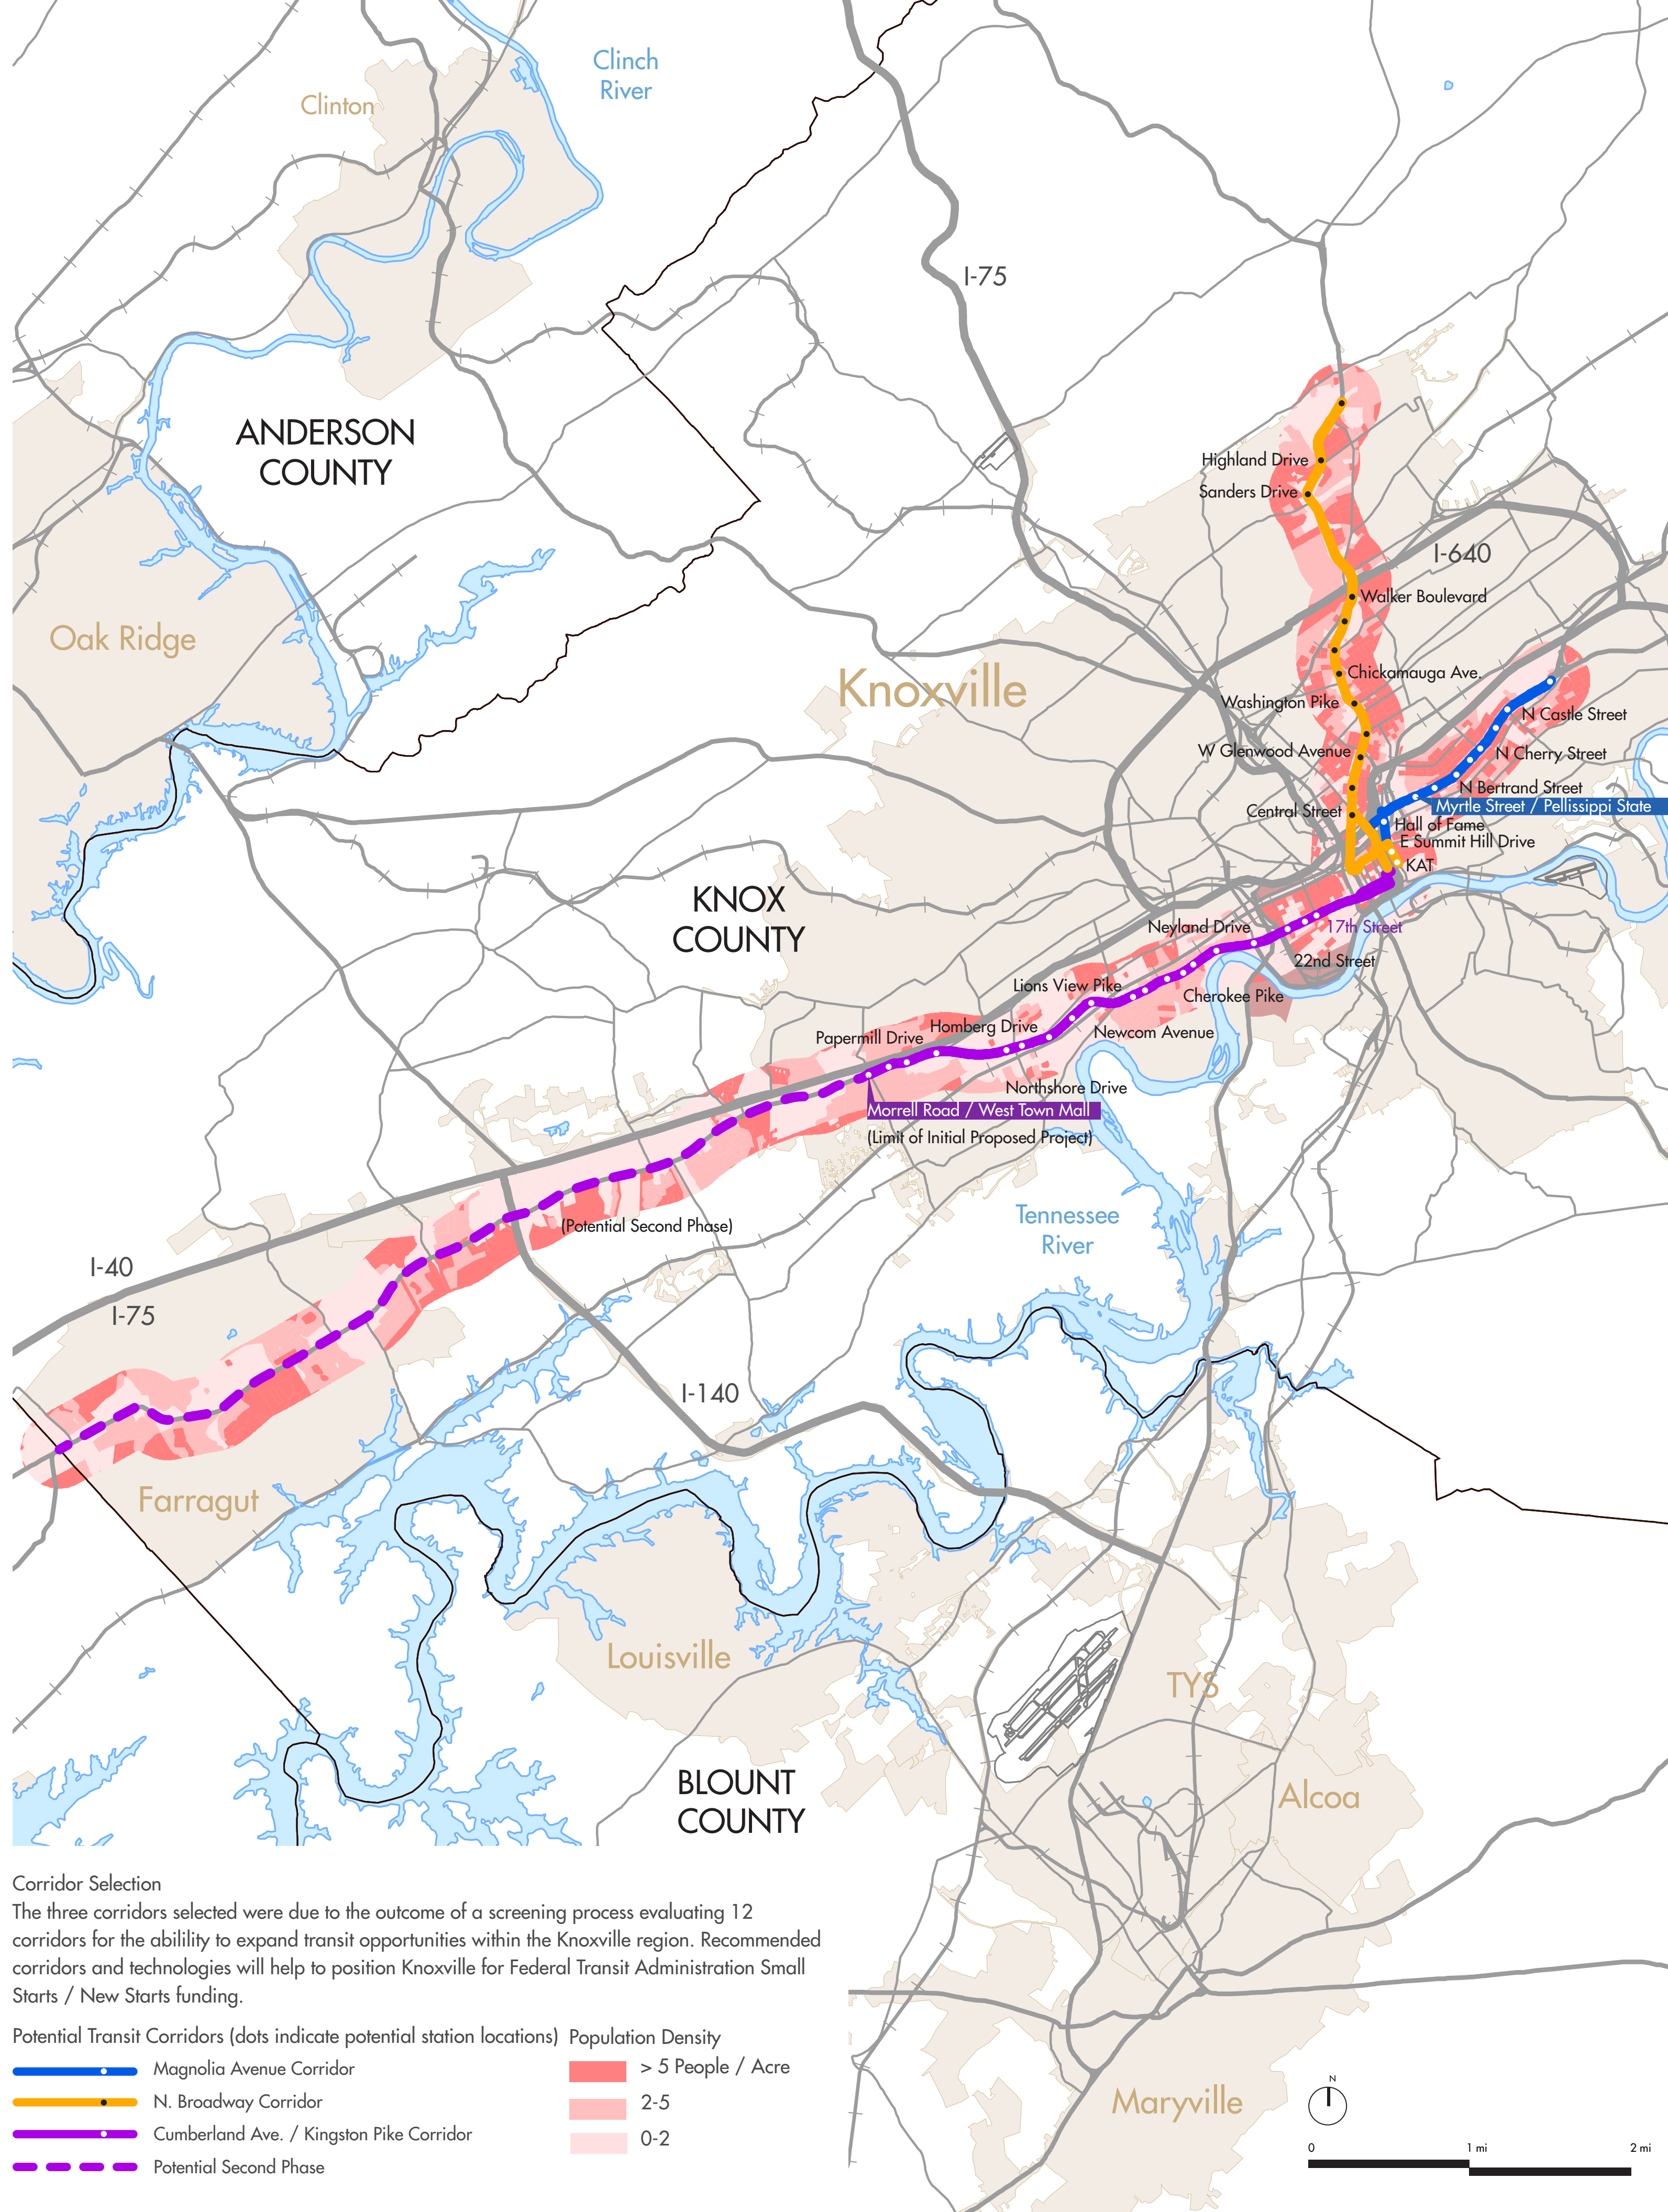 Clinch
River
Clinton
I-75
ANDERSON
COUNTY
Highland Drive
Sanders Drive
I-640
Walker Boulevard
Oak Ridge
Knoxville
Chickamauga Ave.
Washington Pike
N Castle Street
W Glenwood Avenue
N Cherry Street
N Bertrand Street
Myrtle Street / Pellissippi State
Central Street
Hall of Fame
E Summit Hill Drive
KAT
KNOX
COUNTY
Neyland Drive
17th Street
22nd Street
Lions View Pike
Cherokee Pike
Homberg Drive
Papermill Drive
Newcom Avenue
Northshore Drive
Morrell Road / West Town Mall
(Limit of Initial Proposed Project)
Tennessee
River
(Potential Second Phase)
I-40
I-75
I-140
Farragut
Louisville
TYS
BLOUNT
COUNTY
Alcoa
Maryville
Corridor Selection
The three corridors selected were due to the outcome of a screening process evaluating 12
corridors for the abilility to expand transit opportunities within the Knoxville region. Recommended
corridors and technologies will help to position Knoxville for Federal Transit Administration Small
Starts / New Starts funding.
Potential Transit Corridors (dots indicate potential station locations)
Magnolia Avenue Corridor
N. Broadway Corridor
Cumberland Ave. / Kingston Pike Corridor
Potential Second Phase
Population Density
> 5 People / Acre
2-5
0-2
N
0 1 mi 2 mi